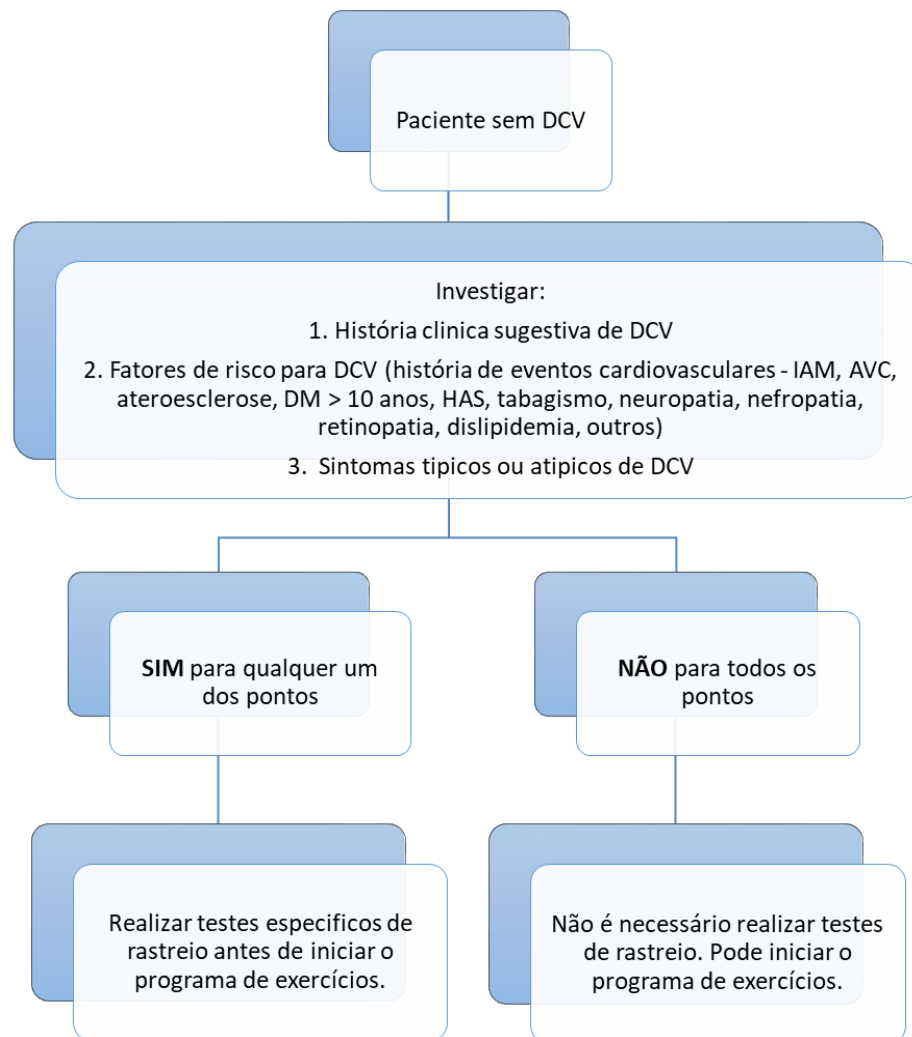 Paciente sem DCV
Investigar:
1. História clinica sugestiva de DCV
2. Fatores de risco para DCV (história de eventos cardiovasculares - IAM, AVC,
ateroesclerose, DM > 10 anos, HAS, tabagismo, neuropatia, nefropatia,
retinopatia, dislipidemia, outros)
3. Sintomas tipicos ou atipicos de DCV
SIM para qualquer um
dos pontos
NÃO para todos os
pontos
Realizar testes especificos de
rastreio antes de iniciar o
programa de exercícios.
Não é necessário realizar testes
de rastreio. Pode iniciar o
programa de exercícios.